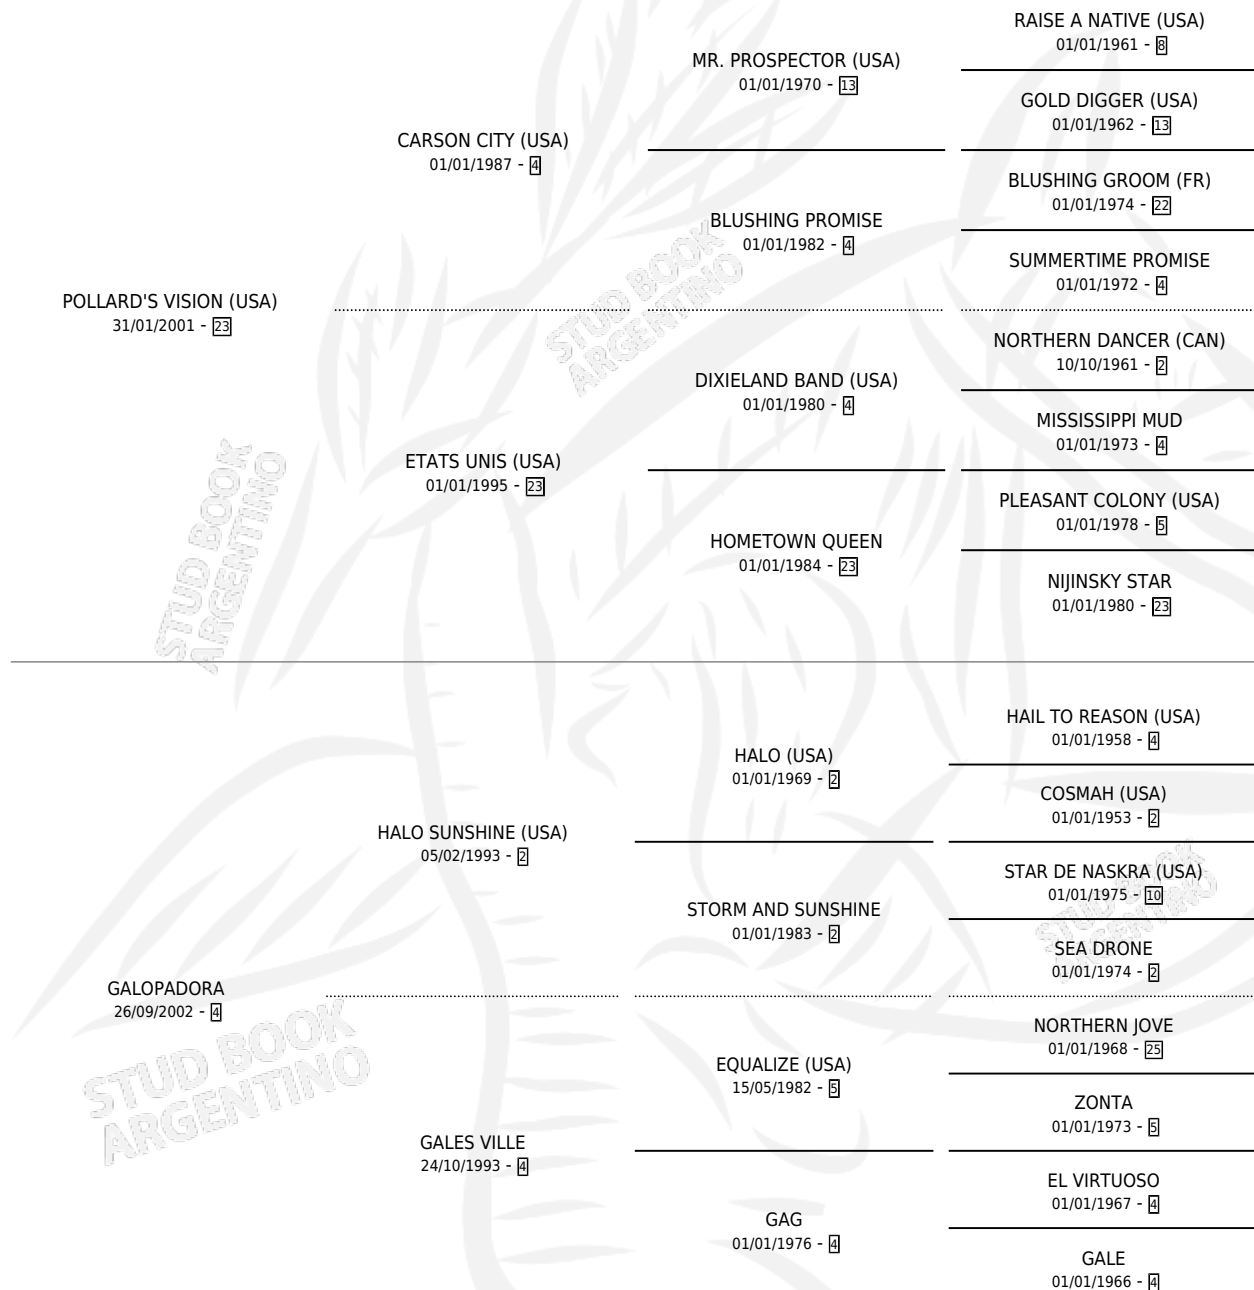 RAISE A NATIVE (USA)
01/01/1961 - 8
MR. PROSPECTOR (USA)
01/01/1970 - 13
GOLD DIGGER (USA)
01/01/1962 - 13
CARSON CITY (USA)
01/01/1987 - 4
BLUSHING GROOM (FR)
01/01/1974 - 22
BLUSHING PROMISE
01/01/1982 - 4
SUMMERTIME PROMISE
01/01/1972 - 4
POLLARD'S VISION (USA)
31/01/2001 - 23
NORTHERN DANCER (CAN)
10/10/1961 - 2
DIXIELAND BAND (USA)
01/01/1980 - 4
MISSISSIPPI MUD
01/01/1973 - 4
ETATS UNIS (USA)
01/01/1995 - 23
PLEASANT COLONY (USA)
01/01/1978 - 5
HOMETOWN QUEEN
01/01/1984 - 23
NIJINSKY STAR
01/01/1980 - 23
HAIL TO REASON (USA)
01/01/1958 - 4
HALO (USA)
01/01/1969 - 2
COSMAH (USA)
01/01/1953 - 2
HALO SUNSHINE (USA)
05/02/1993 - 2
STAR DE NASKRA (USA)
01/01/1975 - 10
STORM AND SUNSHINE
01/01/1983 - 2
SEA DRONE
01/01/1974 - 2
GALOPADORA
26/09/2002 - 4
NORTHERN JOVE
01/01/1968 - 25
EQUALIZE (USA)
15/05/1982 - 5
ZONTA
01/01/1973 - 5
GALES VILLE
24/10/1993 - 4
EL VIRTUOSO
01/01/1967 - 4
GAG
01/01/1976 - 4
GALE
01/01/1966 - 4
STUD BOOK
ARGENTINO
STUD BOOK
ARGENTINO
STUD BOOK
ARGENTINO
STUD BOOK
ARGENTINO